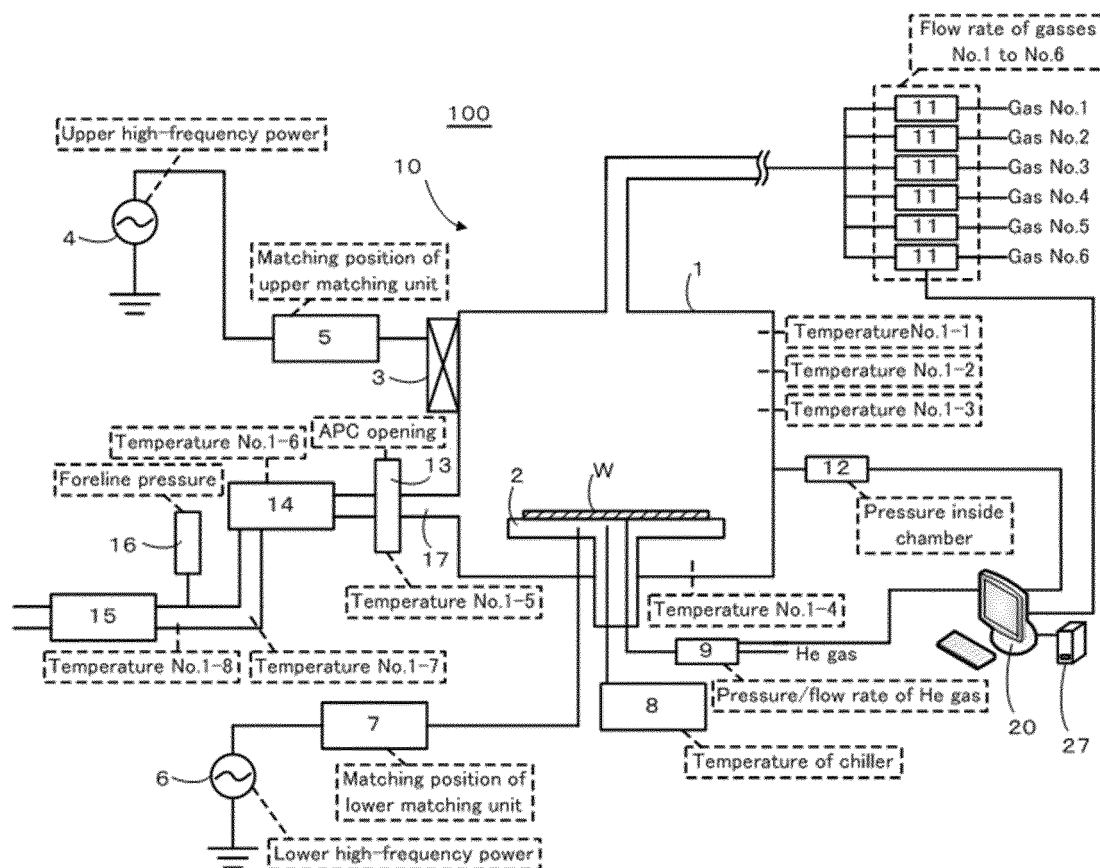 Flow rate of gasses
No.1 to No.6
100
Upper high-frequency power
10
4
11
Gas No.1
11
Gas No.2
11
Gas No.3
11
Gas No.4
11
Gas No.5
11
Gas No.6
Matching position of
upper matching unit
5
3
1
TemperatureNo.1-1
Temperature No.1-2
Temperature No.1-3
Temperature No.1-6
APC opening
13
Foreline pressure
14
16
17
2
W
12
Pressure inside
chamber
Temperature No.1-5
Temperature No.1-4
15
Temperature No.1-8
Temperature No.1-7
9
He gas
Pressure/flow rate of He gas
20
27
8
Temperature of chiller
7
6
Matching position of
lower matching unit
Lower high-frequency power